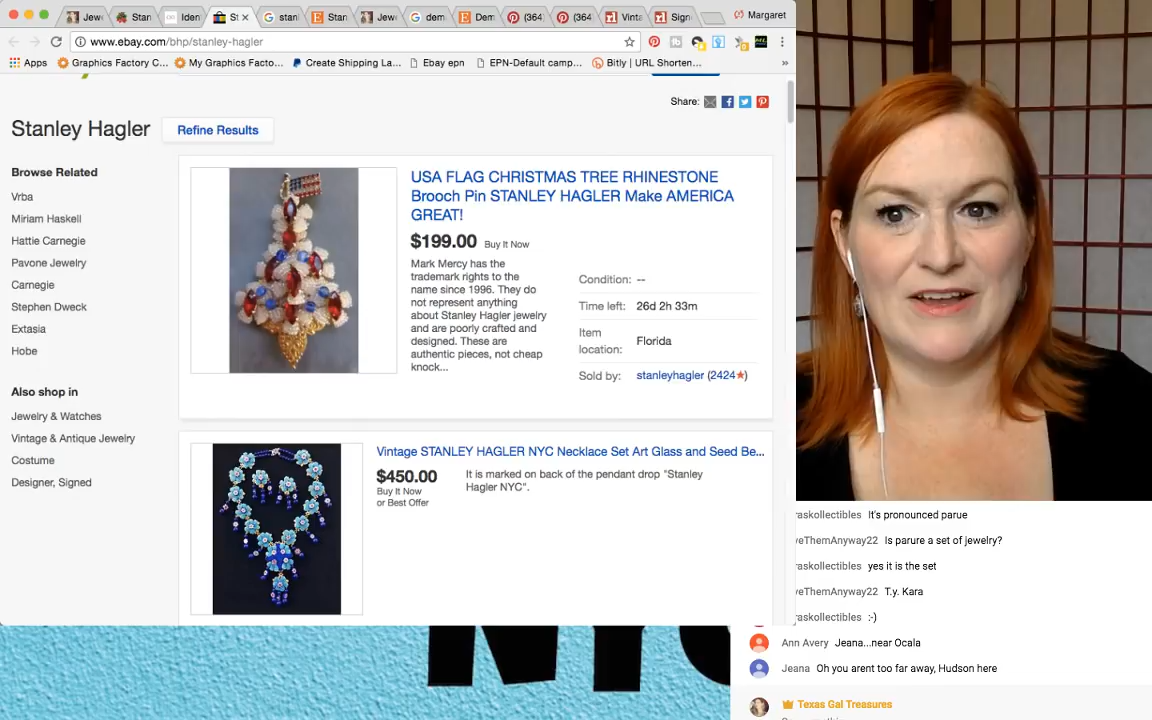 Jew
Stan
Iden
St
stan
Stan
Jew
dem
Den
(364
(364
Vinta
Sign
Margaret
www.ebay.com/bhp/stanley-hagler
Apps
Graphics Factory C...
My Graphics Facto...
Create Shipping La...
Ebay epn
EPN-Default camp...
Bitly | URL Shorten...
»
Share:
Stanley Hagler
Refine Results
Browse Related
Vrba
Miriam Haskell
Hattie Carnegie
Pavone Jewelry
Carnegie
Stephen Dweck
Extasia
Hobe
Also shop in
Jewelry & Watches
Vintage & Antique Jewelry
Costume
Designer, Signed
USA FLAG CHRISTMAS TREE RHINESTONE
Brooch Pin STANLEY HAGLER Make AMERICA
GREAT!
$199.00 Buy It Now
Mark Mercy has the
trademark rights to the
name since 1996. They do
not represent anything
about Stanley Hagler jewelry
and are poorly crafted and
designed. These are
authentic pieces, not cheap
knock...
Condition: --
Time left: 26d 2h 33m
Item
location: Florida
Sold by: stanleyhagler (2424★)
Vintage STANLEY HAGLER NYC Necklace Set Art Glass and Seed Be...
$450.00
Buy It Now
or Best Offer
It is marked on back of the pendant drop "Stanley
Hagler NYC".
raskollectibles It's pronounced parue
veThemAnyway22 Is parure a set of jewelry?
raskollectibles yes it is the set
veThemAnyway22 T.y. Kara
raskollectibles :-)
Ann Avery Jeana...near Ocala
Jeana Oh you arent too far away, Hudson here
Texas Gal Treasures